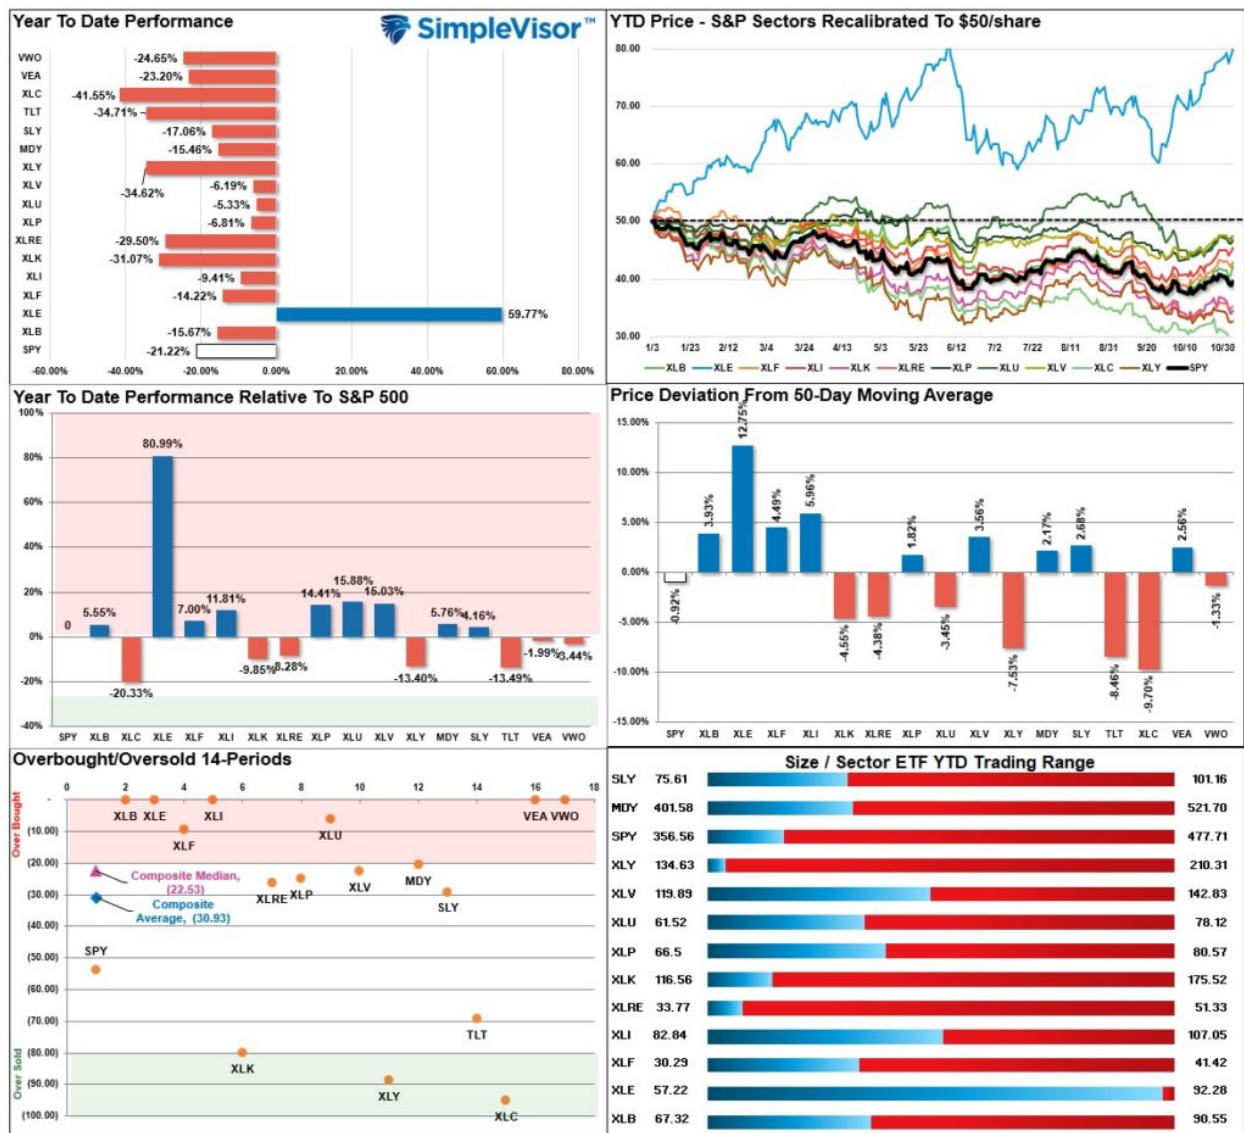 Year To Date Performance
SimpleVisor™
VWO -24.65%
VEA -23.20%
XLC -41.55%
TLT -34.71%
SLY -17.06%
MDY -15.46%
XLY
-34.62%
XLV -6.19%
XLU -5.33%
XLP -6.81%
XLRE -29.50%
XLK -31.07%
XLI -9.41%
XLF -14.22%
XLE 59.77%
XLB -15.67%
SPY -21.22%
-60.00% -40.00% -20.00% 0.00% 20.00% 40.00% 60.00% 80.00%
YTD Price - S&P Sectors Recalibrated To $50/share
80.00
70.00
60.00
50.00
40.00
30.00
1/3 1/23 2/12 3/4 3/24 4/13 5/3 5/23 6/12 7/2 7/22 8/11 8/31 9/20 10/10 10/30
XLB XLE XLF XLI XLK XLRE XLP XLU XLV XLC XLY SPY
Year To Date Performance Relative To S&P 500
100%
80%
60%
40%
20%
0%
-20%
-40%
0 5.55% -20.33% 80.99% 7.00% 11.81% -9.85% -8.28% 14.41% 15.88% 15.03% -13.40% 5.76% 4.16% -13.49% -1.99% -3.44%
SPY XLB XLC XLE XLF XLI XLK XLRE XLP XLU XLV XLY MDY SLY TLT VEA VWO
Price Deviation From 50-Day Moving Average
15.00%
10.00%
5.00%
0.00%
-5.00%
-10.00%
-15.00%
-0.92% 3.93% 12.75% 4.49% 5.96% -4.55% -4.38% 1.82% -3.45% 3.56% -7.53% 2.17% 2.68% -8.46% -9.70% 2.56% -1.33%
SPY XLB XLE XLF XLI XLK XLRE XLP XLU XLV XLY MDY SLY TLT XLC VEA VWO
Overbought/Oversold 14-Periods
0 2 4 6 8 10 12 14 16 18
Over Bought
Over Sold
-
(10.00)
(20.00)
(30.00)
(40.00)
(50.00)
(60.00)
(70.00)
(80.00)
(90.00)
(100.00)
XLB XLE XLI VEA VWO
XLF XLU
Composite Median,
(22.53)
Composite
Average, (30.93)
XLRE XLP XLV MDY SLY
SPY
TLT
XLK
XLY
XLC
Size / Sector ETF YTD Trading Range
SLY 75.61 101.16
MDY 401.58 521.70
SPY 356.56 477.71
XLY 134.63 210.31
XLV 119.89 142.83
XLU 61.52 78.12
XLP 66.5 80.57
XLK 116.56 175.52
XLRE 33.77 51.33
XLI 82.84 107.05
XLF 30.29 41.42
XLE 57.22 92.28
XLB 67.32 90.55